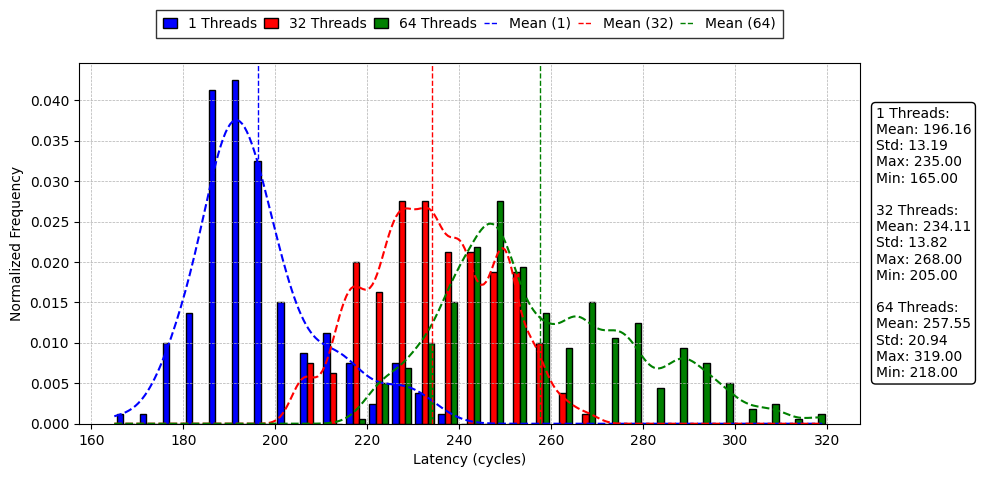 1 Threads 32 Threads 64 Threads Mean (1) Mean (32) Mean (64)
Normalized Frequency
0.040
0.035
0.030
0.025
0.020
0.015
0.010
0.005
0.000
160 180 200 220 240 260 280 300 320
Latency (cycles)
1 Threads:
Mean: 196.16
Std: 13.19
Max: 235.00
Min: 165.00
32 Threads:
Mean: 234.11
Std: 13.82
Max: 268.00
Min: 205.00
64 Threads:
Mean: 257.55
Std: 20.94
Max: 319.00
Min: 218.00